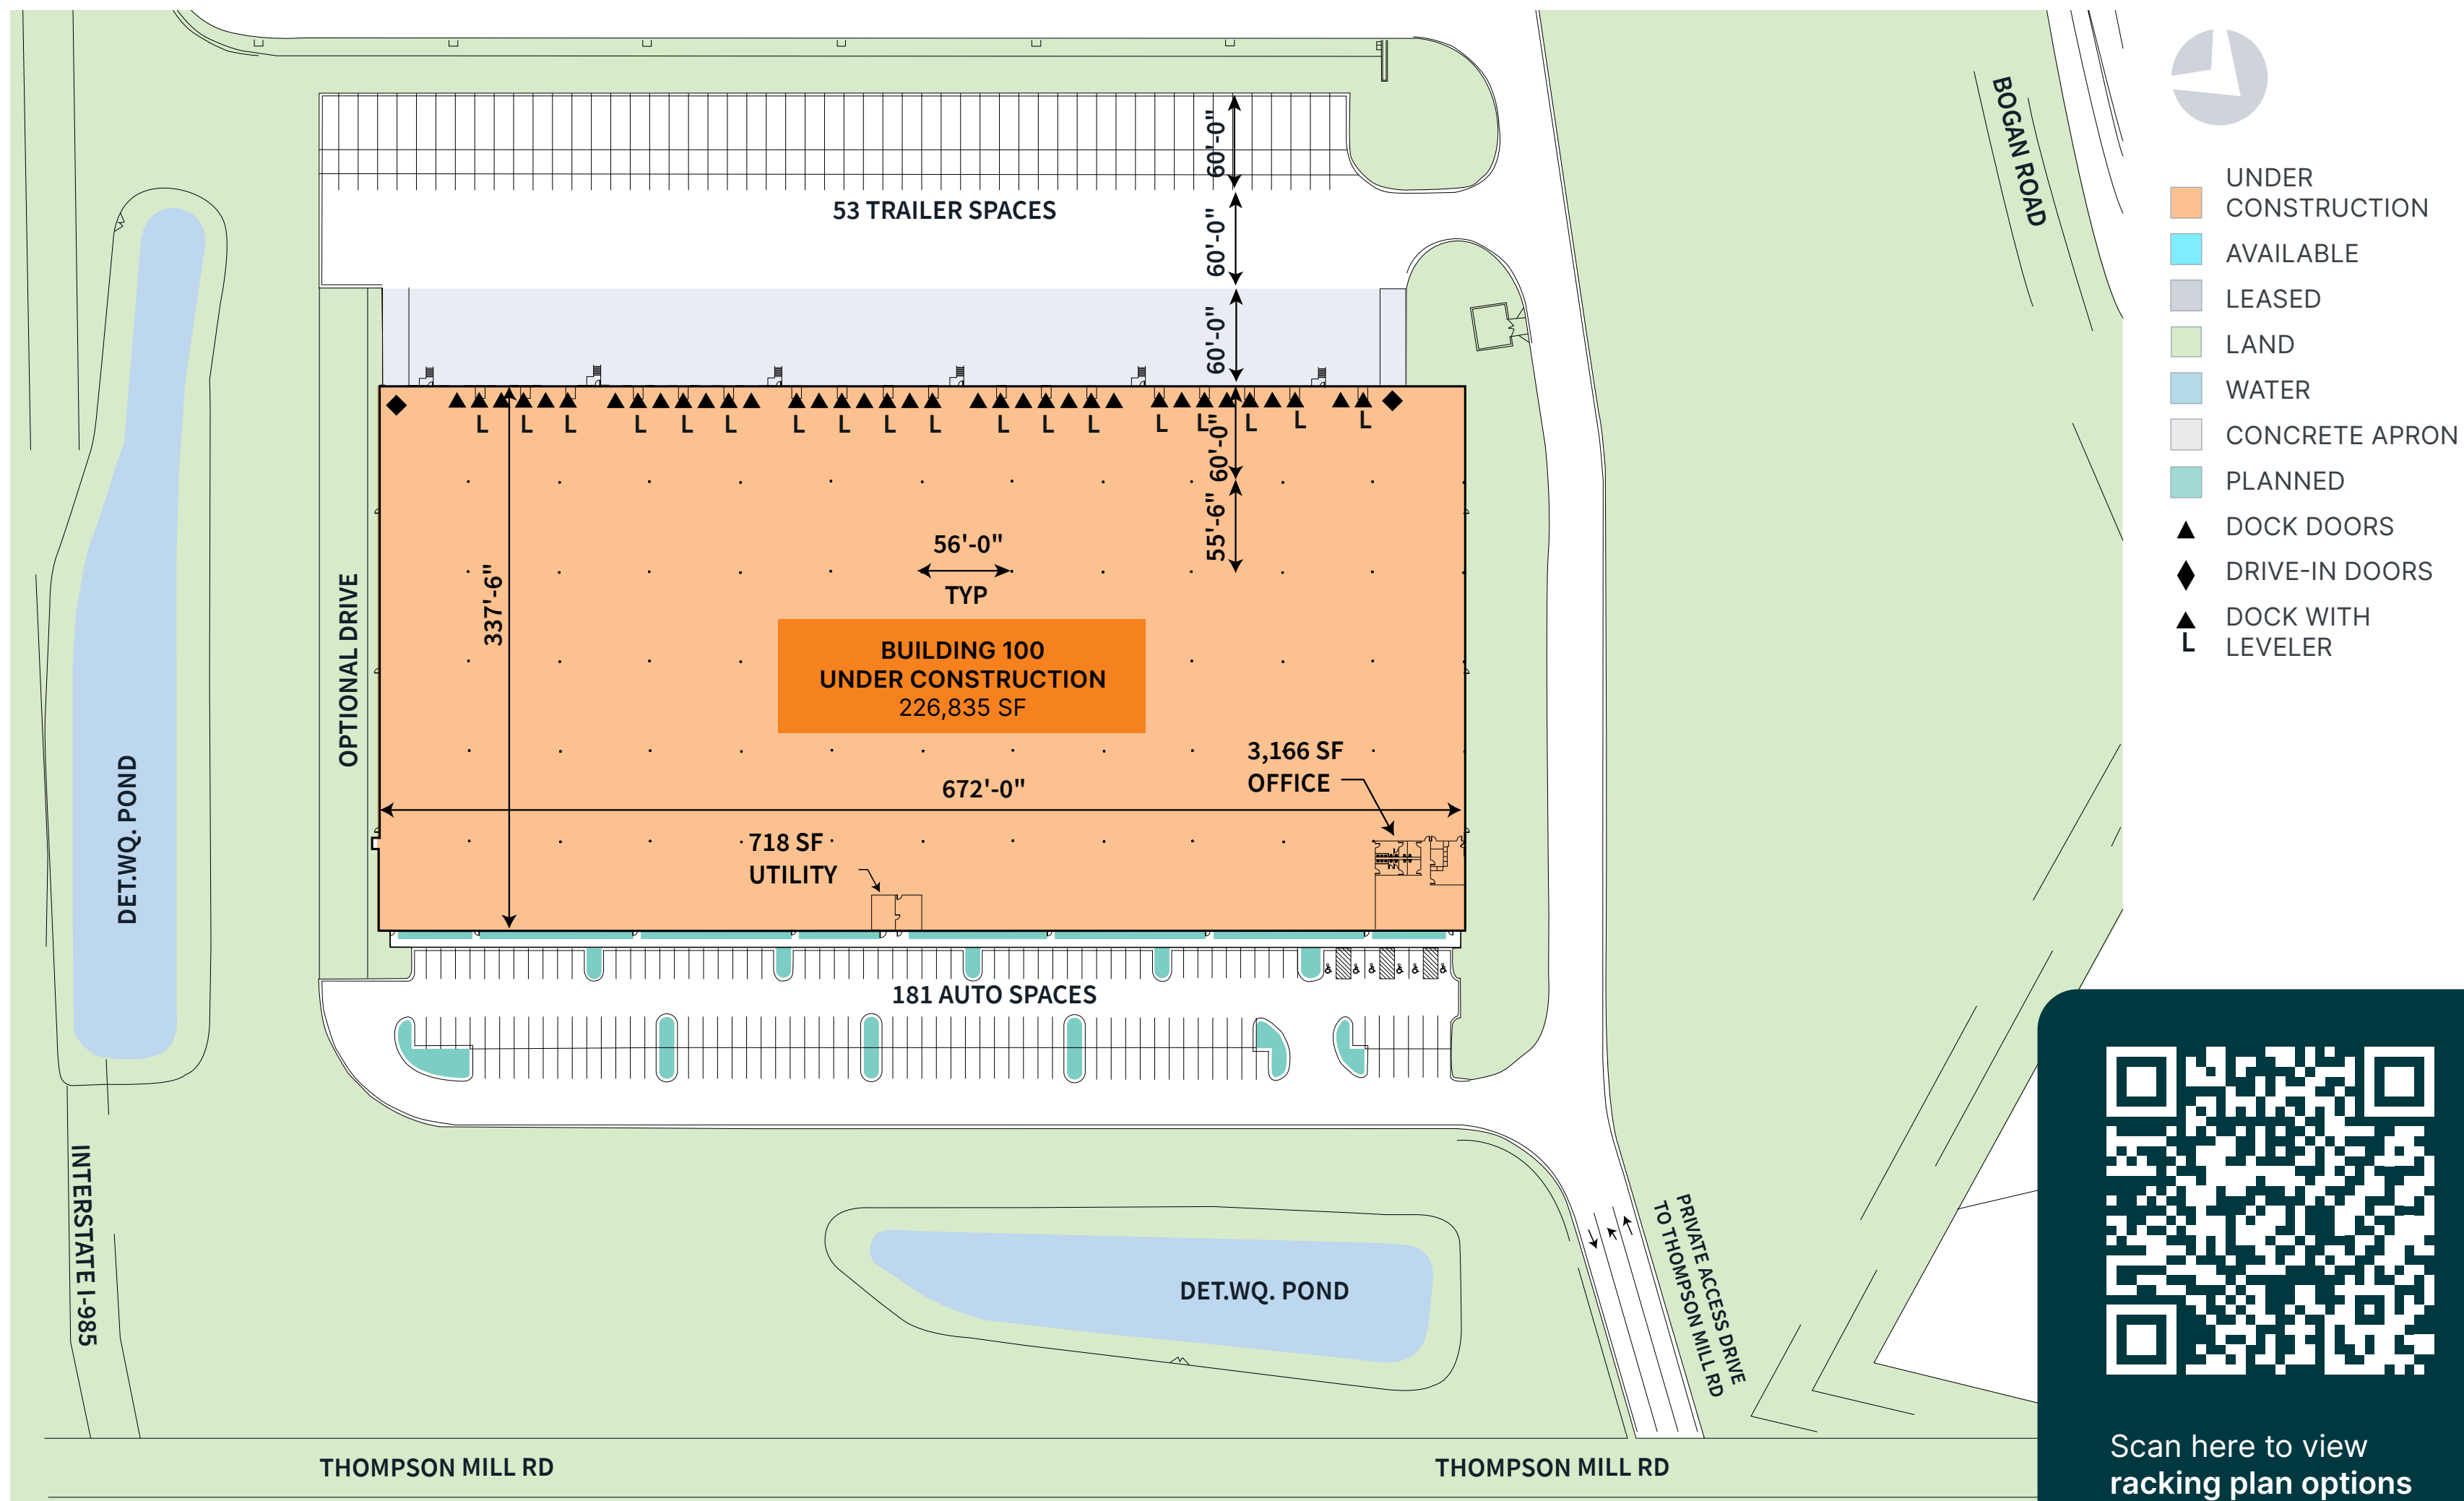 60'-0"
53 TRAILER SPACES
60'-0"
60'-0"
L L L L L L L L L L L L L L L L L L
60'-0"
55'-6"
56'-0"
TYP
337'-6"
OPTIONAL DRIVE
BUILDING 100
UNDER CONSTRUCTION
226,835 SF
3,166 SF
OFFICE
672'-0"
718 SF
UTILITY
181 AUTO SPACES
DET.WQ. POND
INTERSTATE I-985
DET.WQ. POND
PRIVATE ACCESS DRIVE
TO THOMPSON MILL RD
THOMPSON MILL RD
THOMPSON MILL RD
BOGAN ROAD
UNDER
CONSTRUCTION
AVAILABLE
LEASED
LAND
WATER
CONCRETE APRON
PLANNED
DOCK DOORS
DRIVE-IN DOORS
DOCK WITH
L LEVELER
Scan here to view
racking plan options